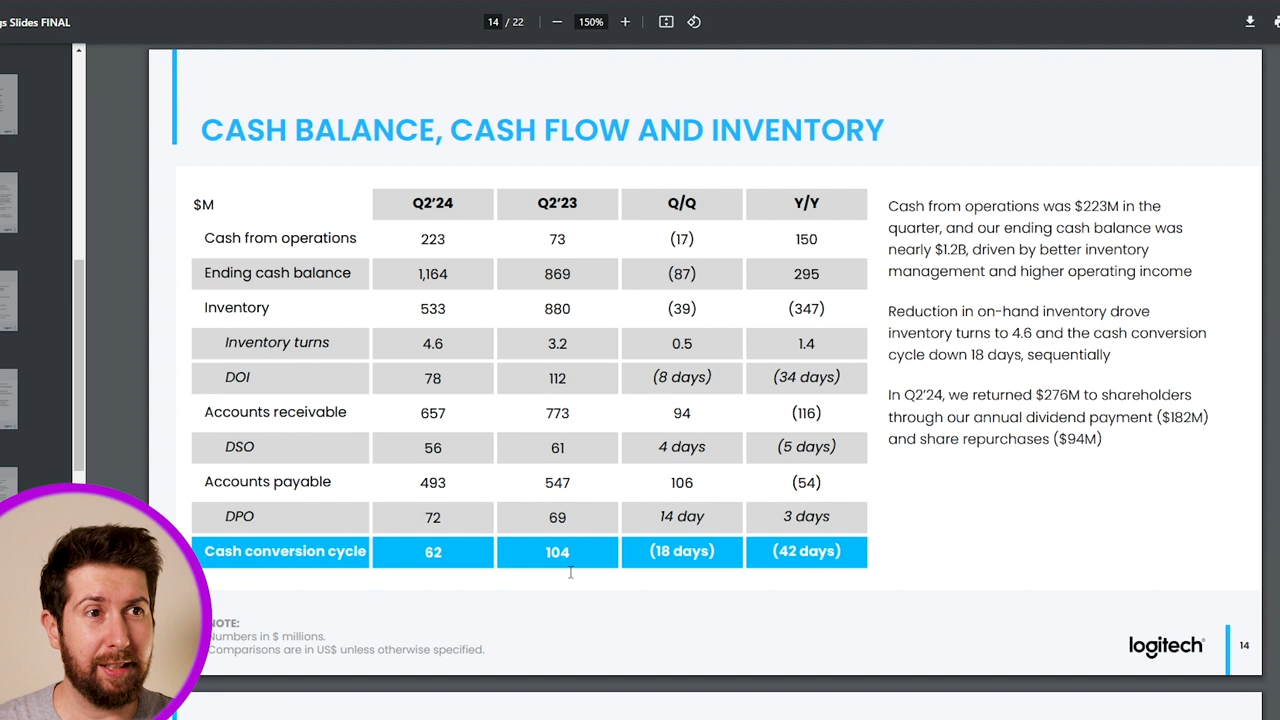 gs Slides FINAL
14 / 22
150%
CASH BALANCE, CASH FLOW AND INVENTORY
$M Q2'24 Q2'23 Q/Q Y/Y
Cash from operations 223 73 (17) 150
Ending cash balance 1,164 869 (87) 295
Inventory 533 880 (39) (347)
Inventory turns 4.6 3.2 0.5 1.4
DOI 78 112 (8 days) (34 days)
Accounts receivable 657 773 94 (116)
DSO 56 61 4 days (5 days)
Accounts payable 493 547 106 (54)
DPO 72 69 14 day 3 days
Cash conversion cycle 62 104 (18 days) (42 days)
Cash from operations was $223M in the
quarter, and our ending cash balance was
nearly $1.2B, driven by better inventory
management and higher operating income
Reduction in on-hand inventory drove
inventory turns to 4.6 and the cash conversion
cycle down 18 days, sequentially
In Q2'24, we returned $276M to shareholders
through our annual dividend payment ($182M)
and share repurchases ($94M)
NOTE:
Numbers in $ millions.
Comparisons are in US$ unless otherwise specified.
logitech
14